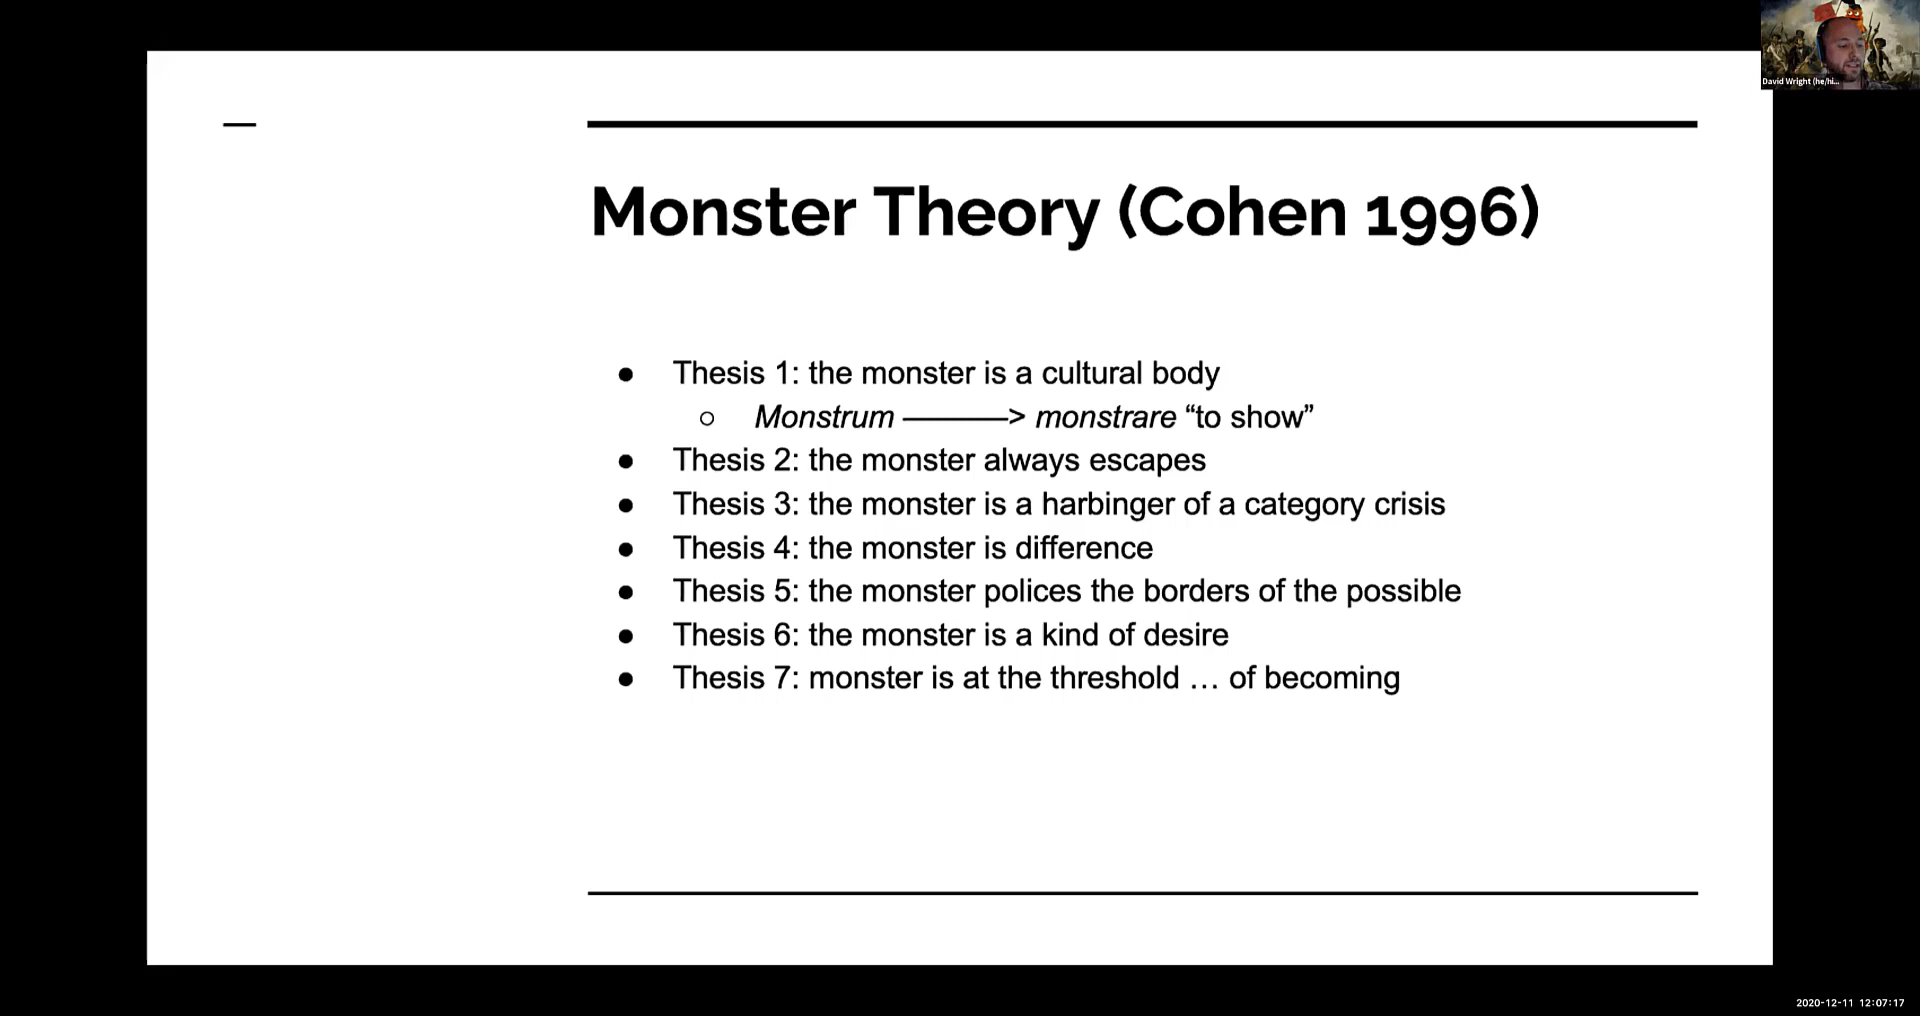 David Wright (he/hi...
Monster Theory (Cohen 1996)
● Thesis 1: the monster is a cultural body
○ Monstrum ————> monstrare “to show”
● Thesis 2: the monster always escapes
● Thesis 3: the monster is a harbinger of a category crisis
● Thesis 4: the monster is difference
● Thesis 5: the monster polices the borders of the possible
● Thesis 6: the monster is a kind of desire
● Thesis 7: monster is at the threshold … of becoming
2020-12-11 12:07:17